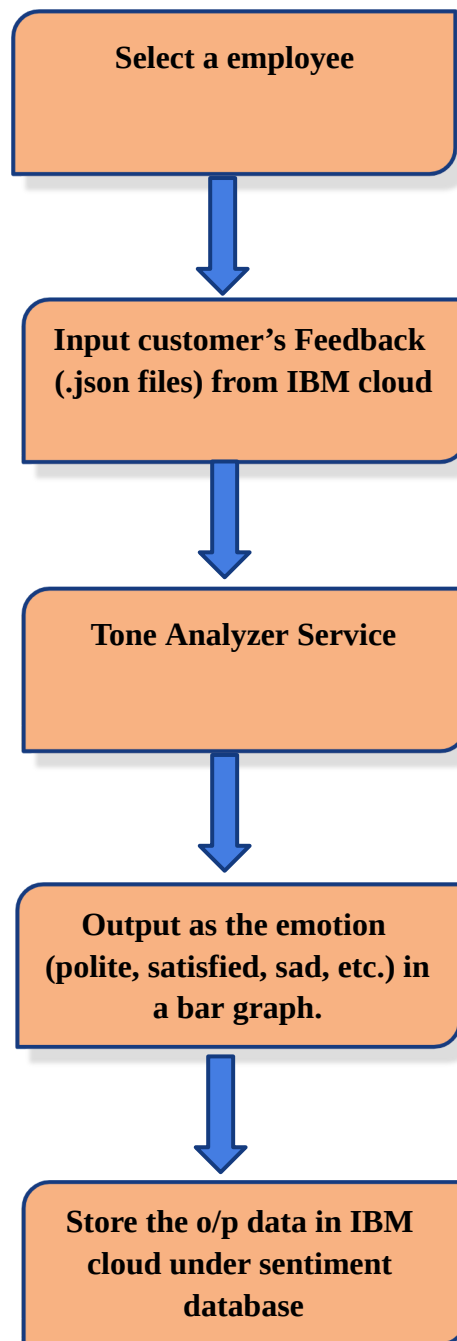 Select a employee
Input customer’s Feedback
(.json files) from IBM cloud
Tone Analyzer Service
Output as the emotion
(polite, satisfied, sad, etc.) in
a bar graph.
Store the o/p data in IBM
cloud under sentiment
database